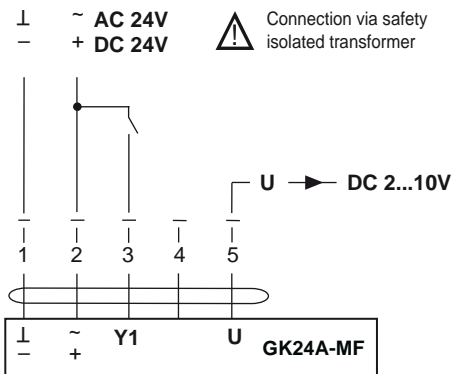 ⊥ ~ AC 24V
– + DC 24V
Connection via safety
isolated transformer
U DC 2...10V
1 2 3 4 5
⊥ ~ Y1 U
– +
GK24A-MF